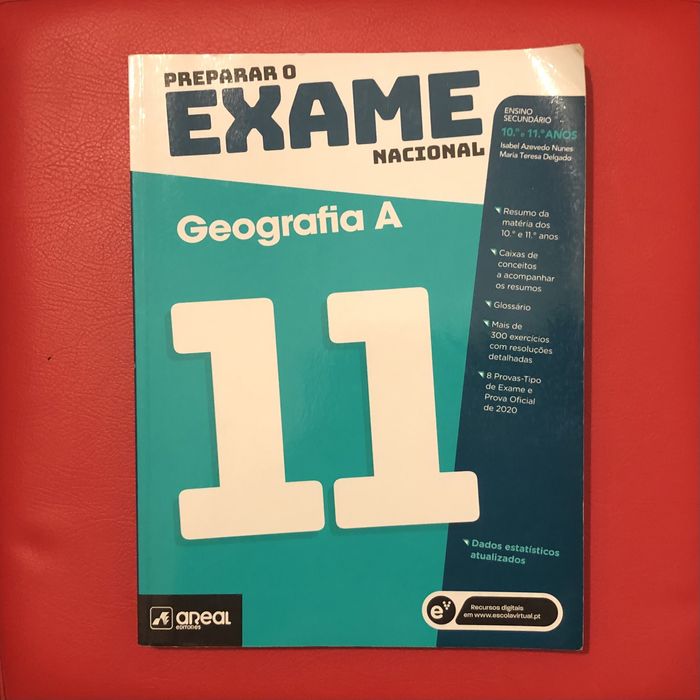 PREPARAR O
EXAME
NACIONAL
ENSINO
SECUNDÁRIO
10.º e 11.º ANOS
Isabel Azevedo Nunes
Maria Teresa Delgado
Geografia A
11
Resumo da
matéria dos
10.º e 11.º anos
Caixas de
conceitos
a acompanhar
os resumos
Glossário
Mais de
300 exercícios
com resoluções
detalhadas
8 Provas-Tipo
de Exame e
Prova Oficial
de 2020
Dados estatísticos
atualizados
areal
editores
e
Recursos digitais
em www.escolavirtual.pt